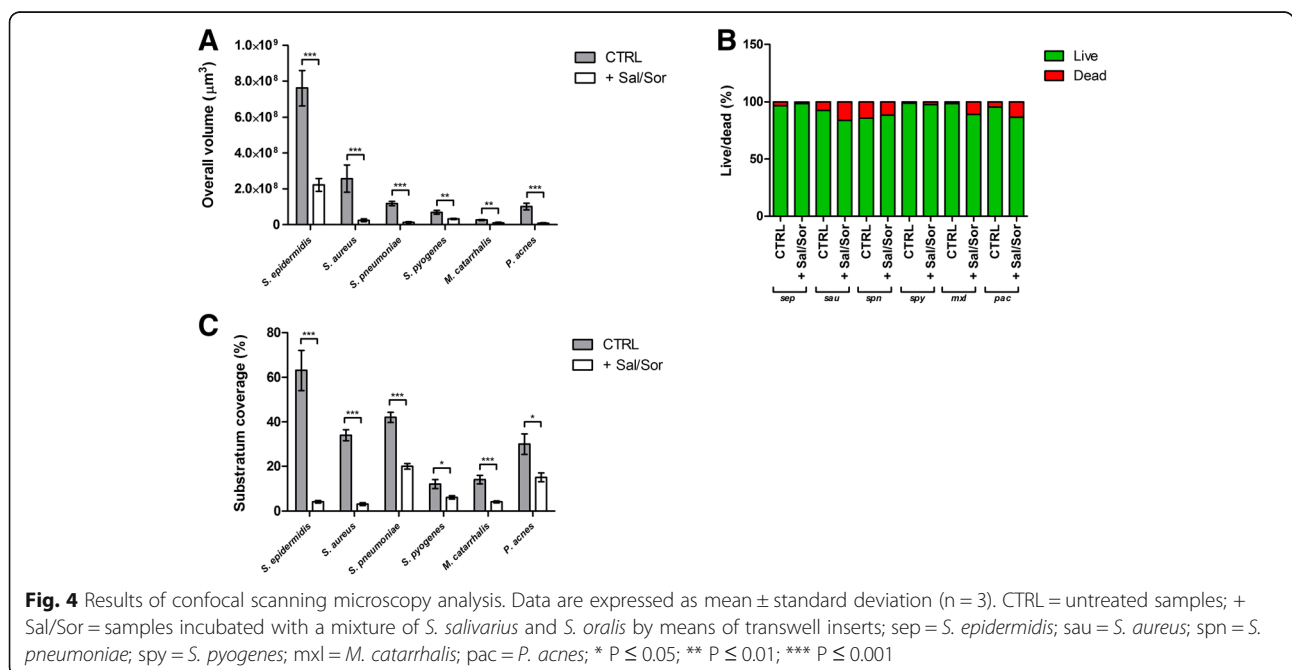 A
1.0×10⁹
8.0×10⁸
6.0×10⁸
4.0×10⁸
2.0×10⁸
0
Overall volume (μm³)
***
***
***
**
**
***
CTRL
+ Sal/Sor
S. epidermidis
S. aureus
S. pneumoniae
S. pyogenes
M. catarrhalis
P. acnes
B
150
100
50
0
Live/dead (%)
Live
Dead
CTRL
+ Sal/Sor
CTRL
+ Sal/Sor
CTRL
+ Sal/Sor
CTRL
+ Sal/Sor
CTRL
+ Sal/Sor
CTRL
+ Sal/Sor
sep
sau
spn
spy
mxl
pac
C
80
60
40
20
0
Substratum coverage (%)
***
***
***
*
***
*
CTRL
+ Sal/Sor
S. epidermidis
S. aureus
S. pneumoniae
S. pyogenes
M. catarrhalis
P. acnes
Fig. 4 Results of confocal scanning microscopy analysis. Data are expressed as mean ± standard deviation (n = 3). CTRL = untreated samples; +
Sal/Sor = samples incubated with a mixture of S. salivarius and S. oralis by means of transwell inserts; sep = S. epidermidis; sau = S. aureus; spn = S.
pneumoniae; spy = S. pyogenes; mxl = M. catarrhalis; pac = P. acnes; * P ≤ 0.05; ** P ≤ 0.01; *** P ≤ 0.001